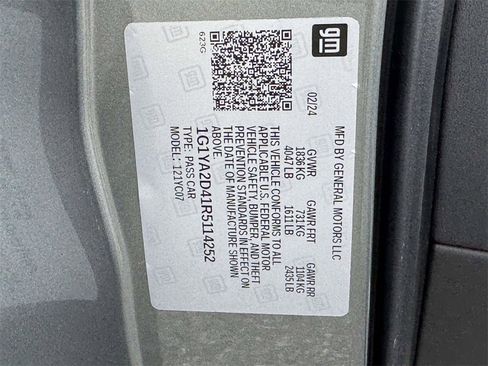 gm
623G
MFD BY GENERAL MOTORS LLC
02/24
GVWR GAWR FRT GAWR RR
1836 KG 731 KG 1104 KG
4047 LB 1611 LB 2435 LB
THIS VEHICLE CONFORMS TO ALL
APPLICABLE U.S. FEDERAL MOTOR
VEHICLE SAFETY, BUMPER, AND THEFT
PREVENTION STANDARDS IN EFFECT ON
THE DATE OF MANUFACTURE SHOWN
ABOVE.
1G1YA2D41R5114252
TYPE: PASS CAR
MODEL: 121YC07